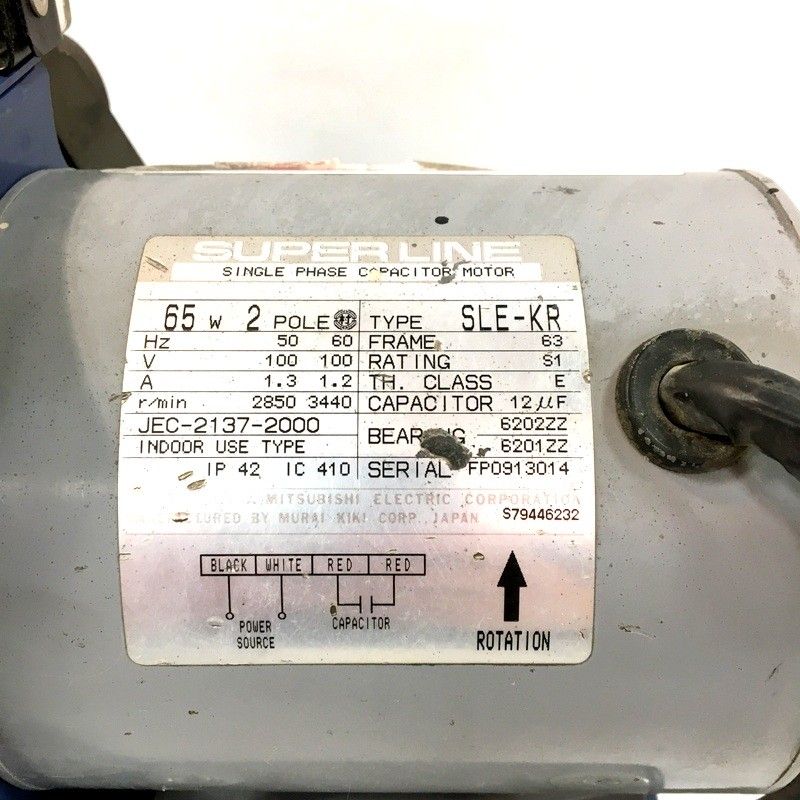 SUPER LINE
SINGLE PHASE CAPACITOR MOTOR
65 W 2 POLE TYPE SLE-KR
Hz 50 60 FRAME 63
V 100 100 RATING S1
A 1.3 1.2 TH. CLASS E
r/min 2850 3440 CAPACITOR 12μF
JEC-2137-2000 BEARING 6202ZZ
INDOOR USE TYPE 6201ZZ
IP 42 IC 410 SERIAL FP0913014
MITSUBISHI ELECTRIC CORPORATION
BY MURAI KIKI CORP., JAPAN S79446232
BLACK WHITE RED RED
POWER SOURCE
CAPACITOR
ROTATION